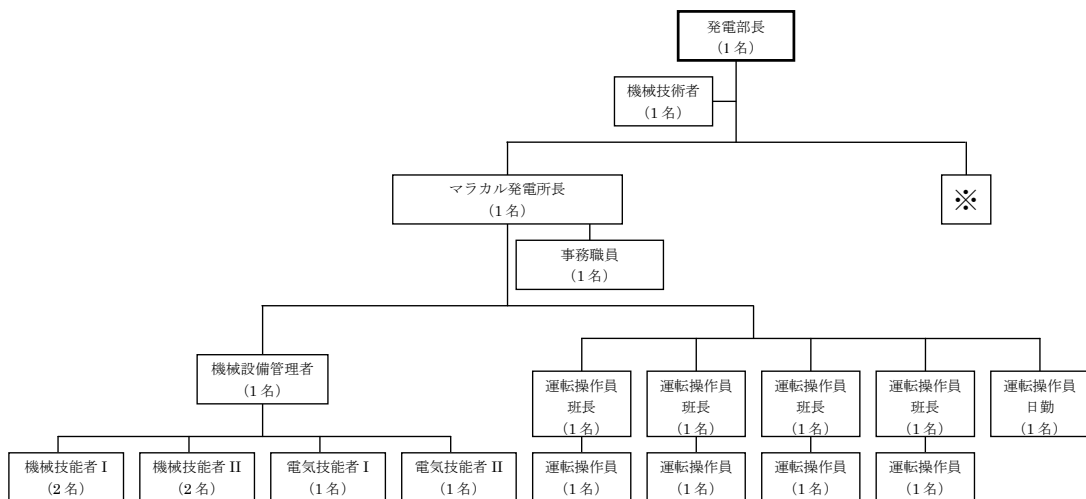 発電部長
（1 名）
機械技術者
（1 名）
マラカル発電所長
（1 名）
※
事務職員
（1 名）
機械設備管理者
（1 名）
運転操作員
班長
（1 名）
運転操作員
班長
（1 名）
運転操作員
班長
（1 名）
運転操作員
班長
（1 名）
運転操作員
日勤
（1 名）
機械技能者 I
（2 名）
機械技能者 II
（2 名）
電気技能者 I
（1 名）
電気技能者 II
（1 名）
運転操作員
（1 名）
運転操作員
（1 名）
運転操作員
（1 名）
運転操作員
（1 名）